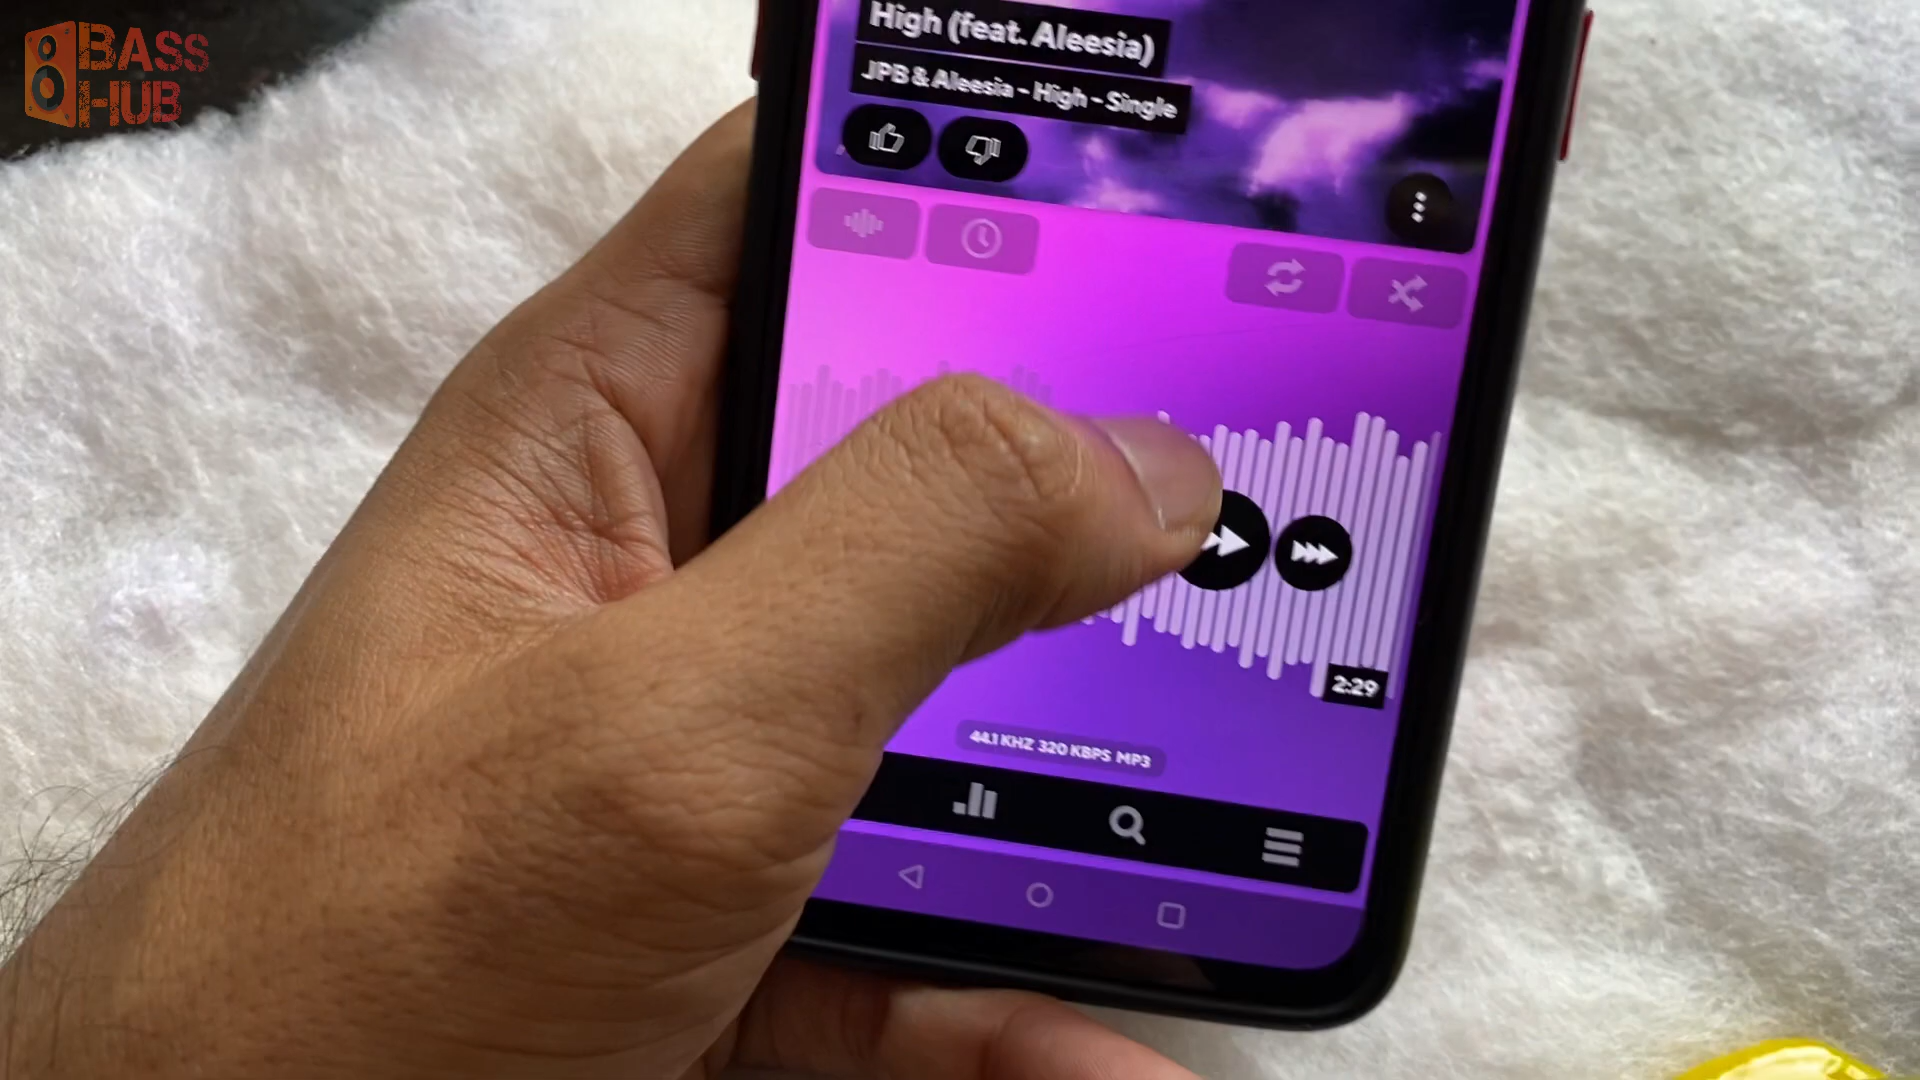 BASS
HUB
High (feat. Aleesia)
JPB & Aleesia - High - Single
2:29
44.1 KHZ 320 KBPS MP3